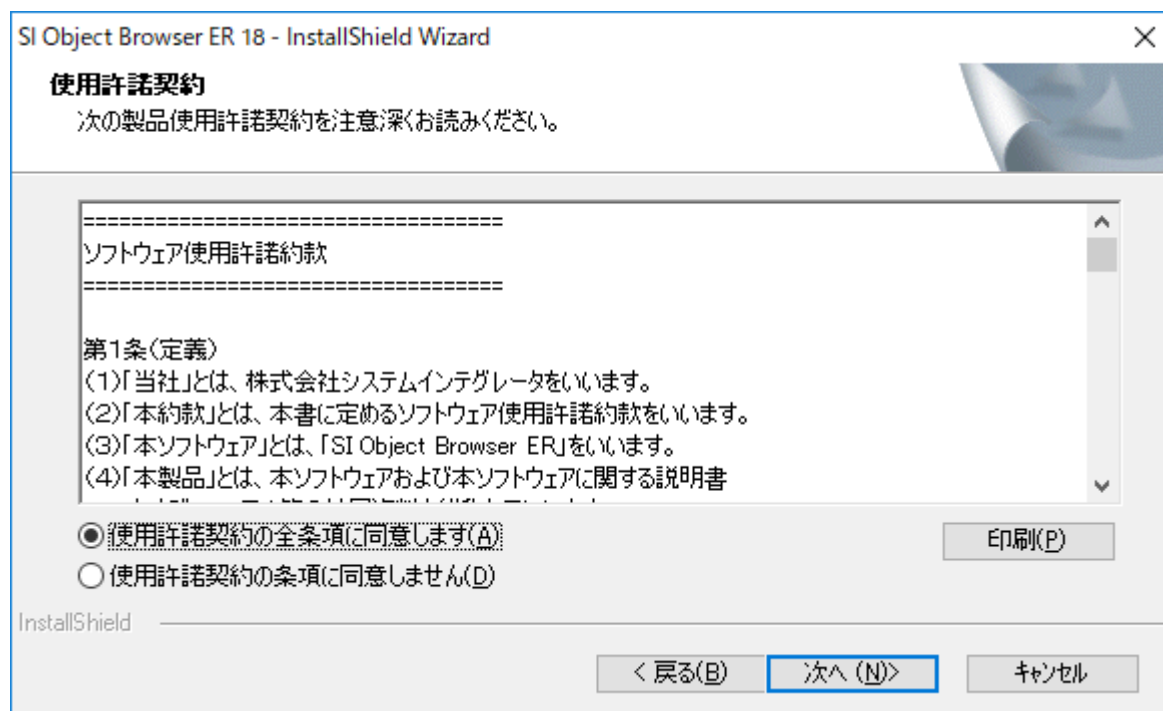 SI Object Browser ER 18 - InstallShield Wizard
使用許諾契約
次の製品使用許諾契約を注意深くお読みください。
===================================
ソフトウェア使用許諾約款
===================================
第1条(定義)
(1)「当社」とは、株式会社システムインテグレータをいいます。
(2)「本約款」とは、本書に定めるソフトウェア使用許諾約款をいいます。
(3)「本ソフトウェア」とは、「SI Object Browser ER」をいいます。
(4)「本製品」とは、本ソフトウェアおよび本ソフトウェアに関する説明書
使用許諾契約の全条項に同意します(A)
印刷(P)
使用許諾契約の条項に同意しません(D)
InstallShield
< 戻る(B)
次へ (N)>
キャンセル